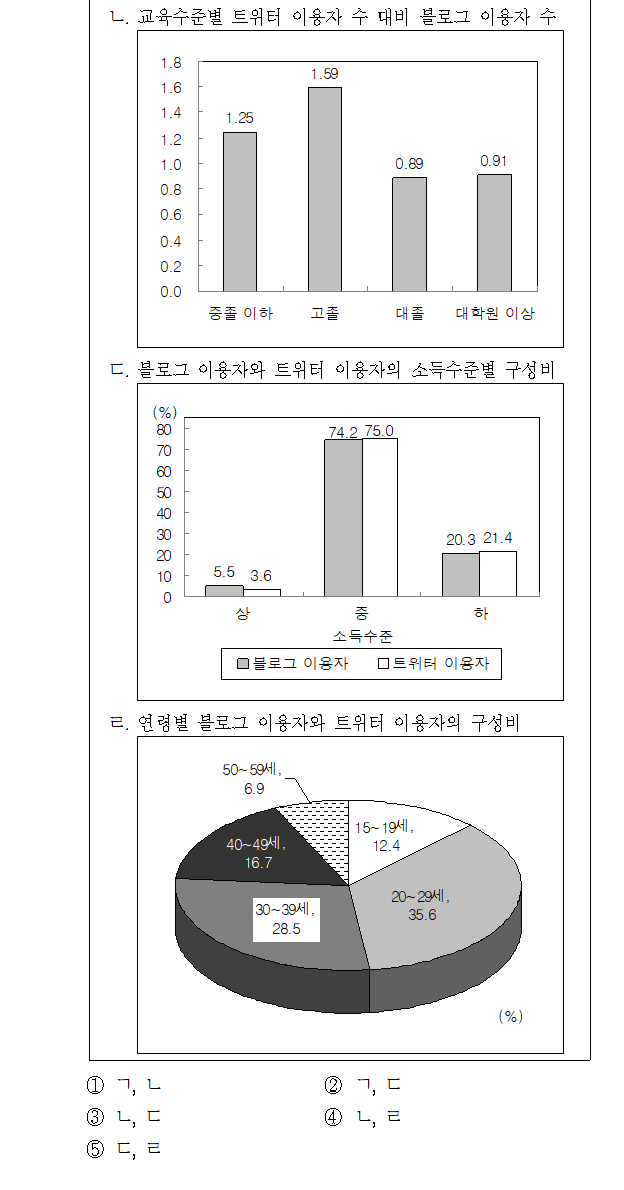 ㄴ. 교육수준별 트위터 이용자 수 대비 블로그 이용자 수
1.8
1.6
1.4
1.2
1.0
0.8
0.6
0.4
0.2
0.0
1.25
1.59
0.89
0.91
중졸 이하 고졸 대졸 대학원 이상
ㄷ. 블로그 이용자와 트위터 이용자의 소득수준별 구성비
(%)
80
70
60
50
40
30
20
10
0
5.5 3.6
74.2 75.0
20.3 21.4
상 중 하
소득수준
블로그 이용자 트위터 이용자
ㄹ. 연령별 블로그 이용자와 트위터 이용자의 구성비
50~59세,
6.9
15~19세,
12.4
40~49세,
16.7
20~29세,
35.6
30~39세,
28.5
(%)
① ㄱ, ㄴ ② ㄱ, ㄷ
③ ㄴ, ㄷ ④ ㄴ, ㄹ
⑤ ㄷ, ㄹ